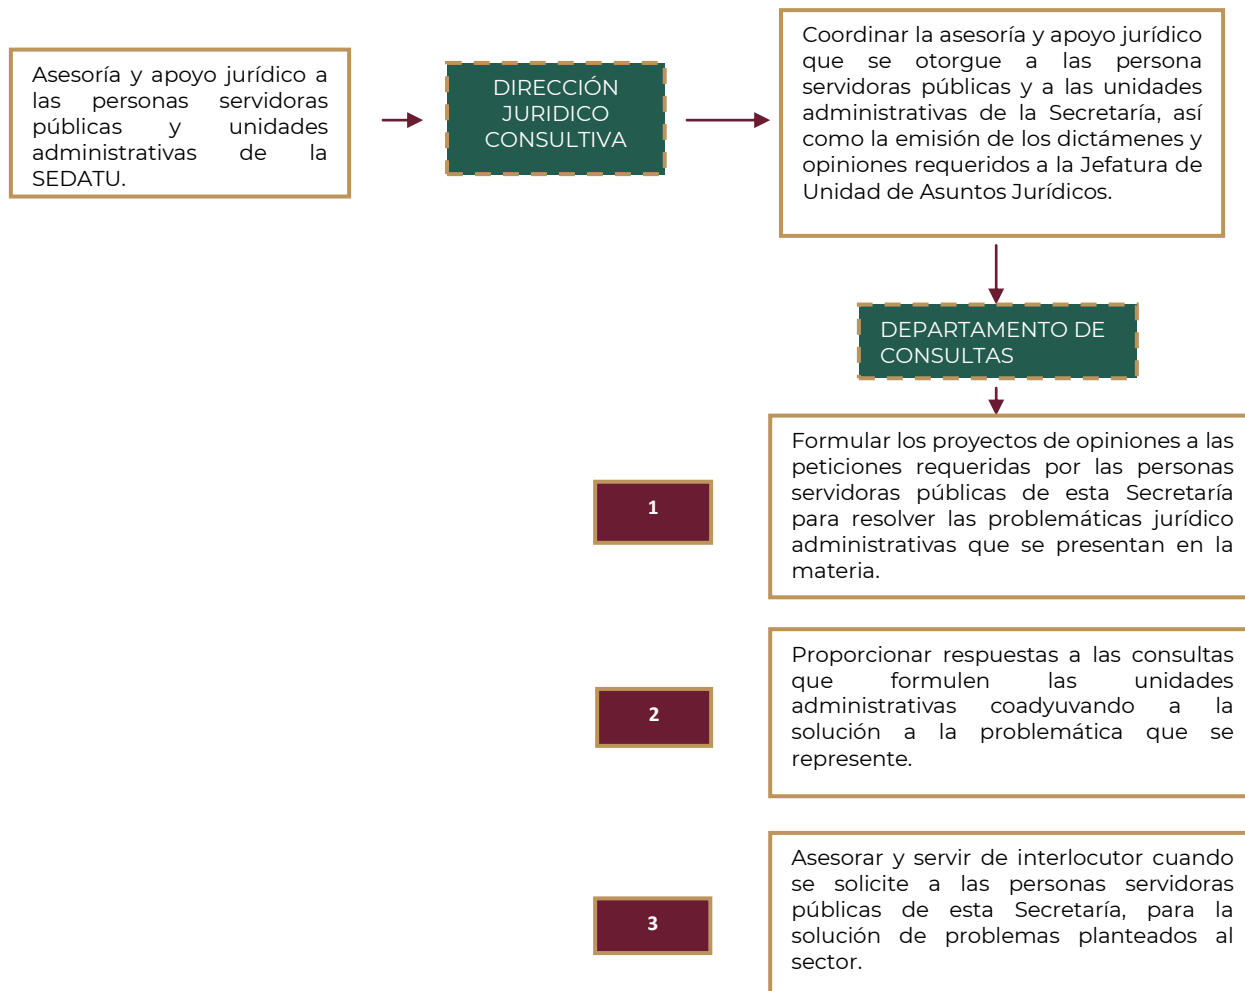 Asesoría y apoyo jurídico a
las personas servidoras
públicas y unidades
administrativas de la
SEDATU.
DIRECCIÓN
JURIDICO
CONSULTIVA
Coordinar la asesoría y apoyo jurídico
que se otorgue a las persona
servidoras públicas y a las unidades
administrativas de la Secretaría, así
como la emisión de los dictámenes y
opiniones requeridos a la Jefatura de
Unidad de Asuntos Jurídicos.
DEPARTAMENTO DE
CONSULTAS
1
Formular los proyectos de opiniones a las
peticiones requeridas por las personas
servidoras públicas de esta Secretaría
para resolver las problemáticas jurídico
administrativas que se presentan en la
materia.
2
Proporcionar respuestas a las consultas
que formulen las unidades
administrativas coadyuvando a la
solución a la problemática que se
represente.
3
Asesorar y servir de interlocutor cuando
se solicite a las personas servidoras
públicas de esta Secretaría, para la
solución de problemas planteados al
sector.